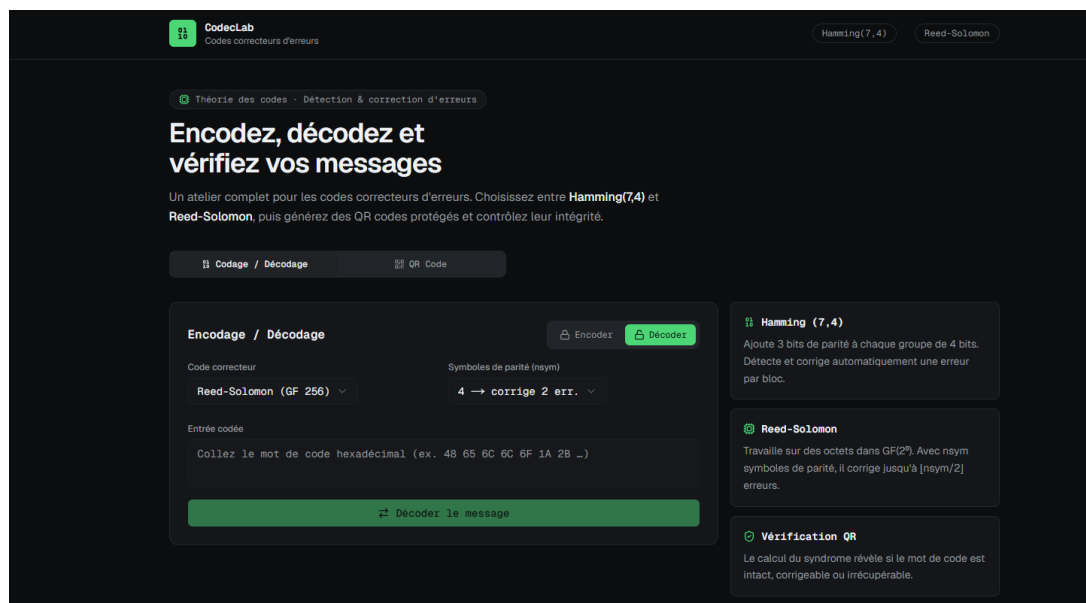 01
10
CodecLab
Codes correcteurs d'erreurs
Hamming(7,4)
Reed-Solomon
Théorie des codes · Détection & correction d'erreurs
Encodez, décodez et
vérifiez vos messages
Un atelier complet pour les codes correcteurs d'erreurs. Choisissez entre Hamming(7,4) et
Reed-Solomon, puis générez des QR codes protégés et contrôlez leur intégrité.
Codage / Décodage
QR Code
Encodage / Décodage
Encoder
Décoder
Code correcteur
Symboles de parité (nsym)
Reed-Solomon (GF 256)
4 → corrige 2 err.
Entrée codée
Collez le mot de code hexadécimal (ex. 48 65 6C 6C 6F 1A 2B …)
Décoder le message
Hamming (7,4)
Ajoute 3 bits de parité à chaque groupe de 4 bits.
Détecte et corrige automatiquement une erreur
par bloc.
Reed-Solomon
Travaille sur des octets dans GF(2⁸). Avec nsym
symboles de parité, il corrige jusqu'à ⌊nsym/2⌋
erreurs.
Vérification QR
Le calcul du syndrome révèle si le mot de code est
intact, corrigeable ou irrécupérable.